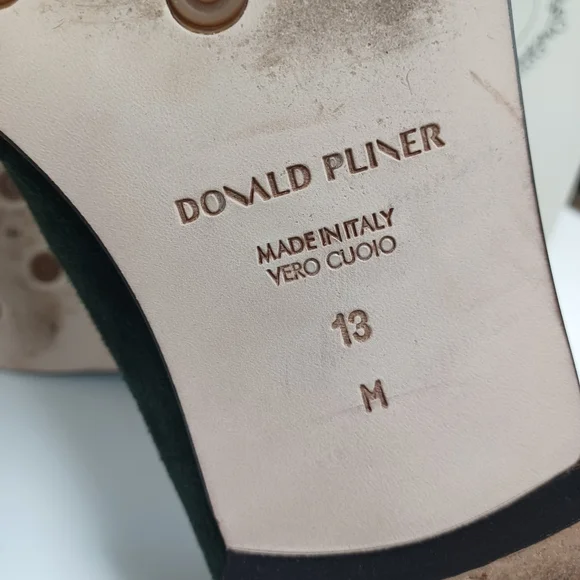 DONALD PLINER
MADE IN ITALY
VERO CUOIO
13
M